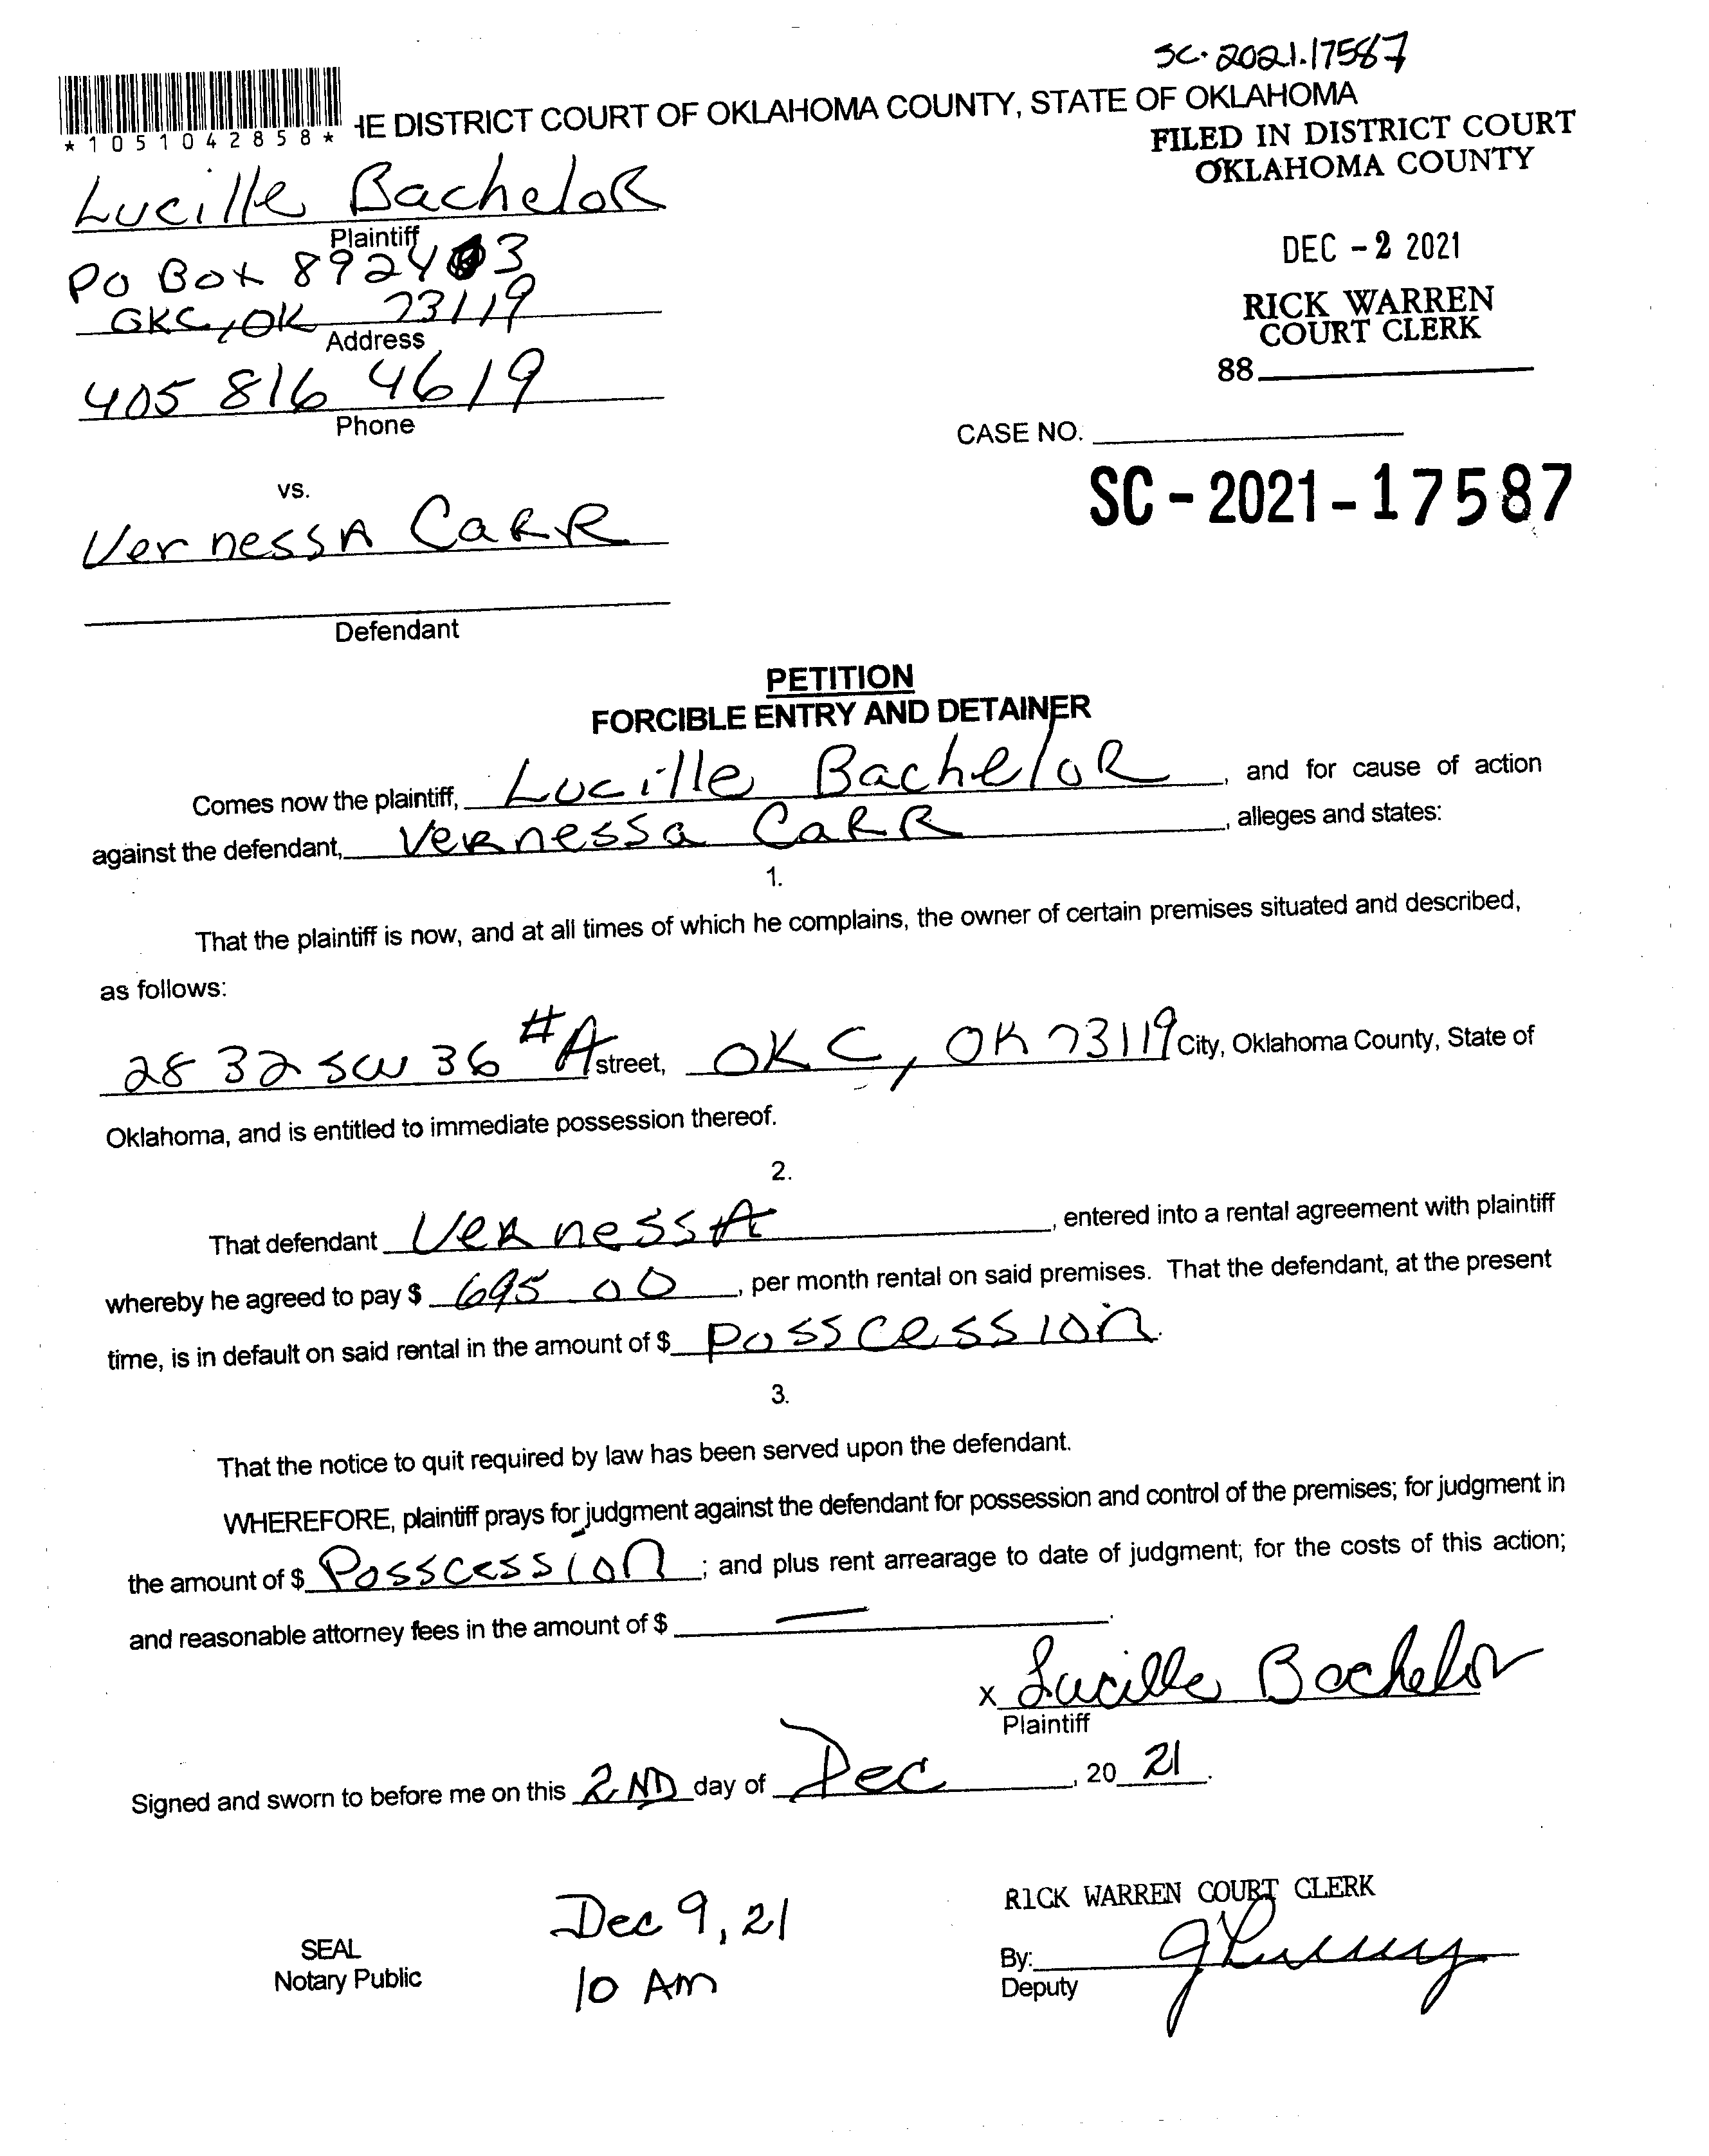 SC. 2021.17587
*1051042858* HE DISTRICT COURT OF OKLAHOMA COUNTY, STATE OF OKLAHOMA
FILED IN DISTRICT COURT
OKLAHOMA COUNTY
Lucille Bachelor
Plaintiff
PO Box 89243
OKC, OK 73119
Address
405 816 4619
Phone
DEC - 2 2021
RICK WARREN
COURT CLERK
88
CASE NO.
SC-2021-17587
vs.
Vernessa Carr
Defendant
PETITION
FORCIBLE ENTRY AND DETAINER
Comes now the plaintiff, Lucille Bachelor, and for cause of action
against the defendant, Vernessa Carr, alleges and states:
1.
That the plaintiff is now, and at all times of which he complains, the owner of certain premises situated and described,
as follows:
2832 SW 36 #A street, OKC, OK 73119 City, Oklahoma County, State of
Oklahoma, and is entitled to immediate possession thereof.
2.
That defendant Vernessa, entered into a rental agreement with plaintiff
whereby he agreed to pay $ 695.00, per month rental on said premises. That the defendant, at the present
time, is in default on said rental in the amount of $ Posscession.
3.
That the notice to quit required by law has been served upon the defendant.
WHEREFORE, plaintiff prays for judgment against the defendant for possession and control of the premises; for judgment in
the amount of $ Posscession; and plus rent arrearage to date of judgment; for the costs of this action;
and reasonable attorney fees in the amount of $ —.
x Lucille Bachelor
Plaintiff
Signed and sworn to before me on this 2ND day of Dec, 20 21.
RICK WARREN COURT CLERK
Dec 9, 21
10 Am
SEAL
Notary Public
By:
Deputy